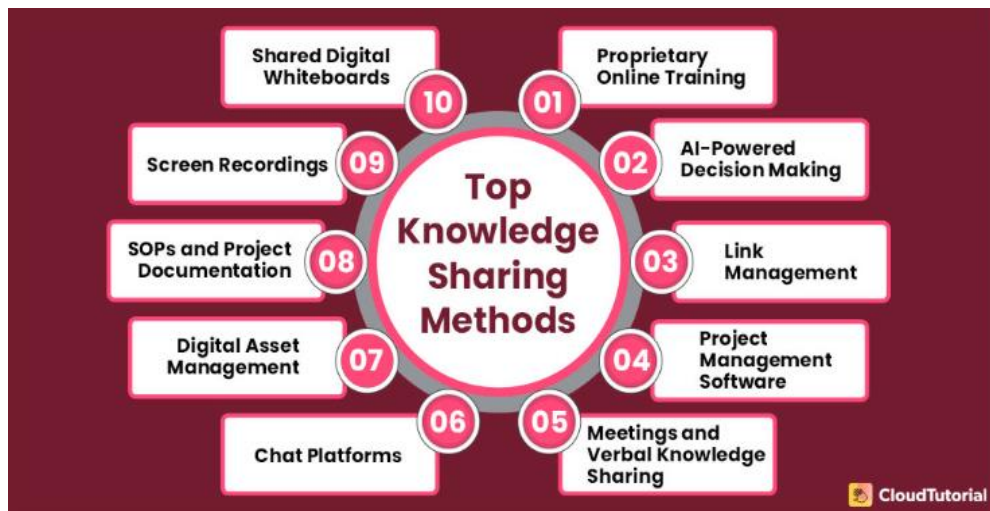 Top
Knowledge
Sharing
Methods
01
Proprietary
Online Training
02
AI-Powered
Decision Making
03
Link
Management
04
Project
Management
Software
05
Meetings and
Verbal Knowledge
Sharing
06
Chat Platforms
07
Digital Asset
Management
08
SOPs and Project
Documentation
09
Screen Recordings
10
Shared Digital
Whiteboards
CloudTutorial